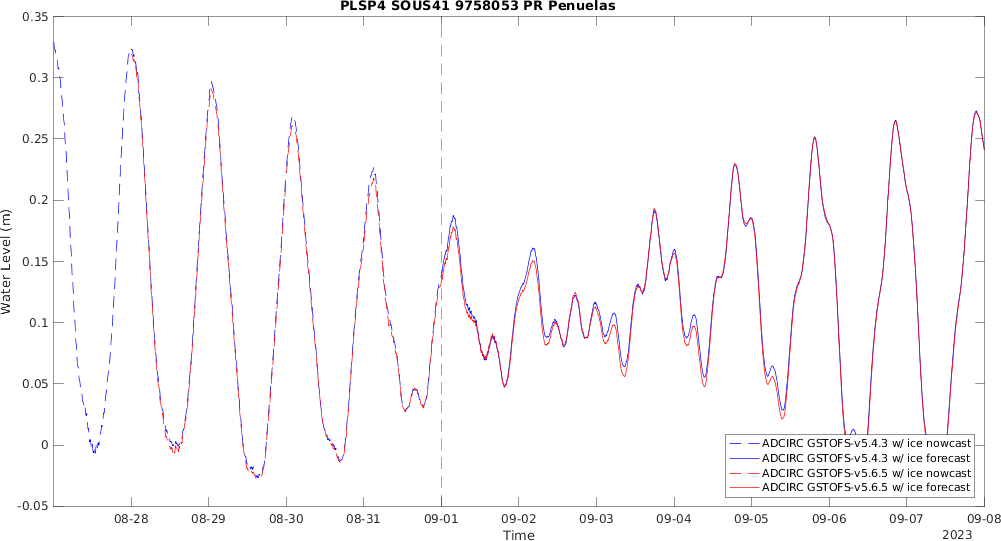 PLSP4 SOUS41 9758053 PR Penuelas
0.35
0.3
0.25
0.2
0.15
0.1
0.05
0
-0.05
Water Level (m)
ADCIRC GSTOFS-v5.4.3 w/ ice nowcast
ADCIRC GSTOFS-v5.4.3 w/ ice forecast
ADCIRC GSTOFS-v5.6.5 w/ ice nowcast
ADCIRC GSTOFS-v5.6.5 w/ ice forecast
08-28 08-29 08-30 08-31 09-01 09-02 09-03 09-04 09-05 09-06 09-07 09-08
Time 2023